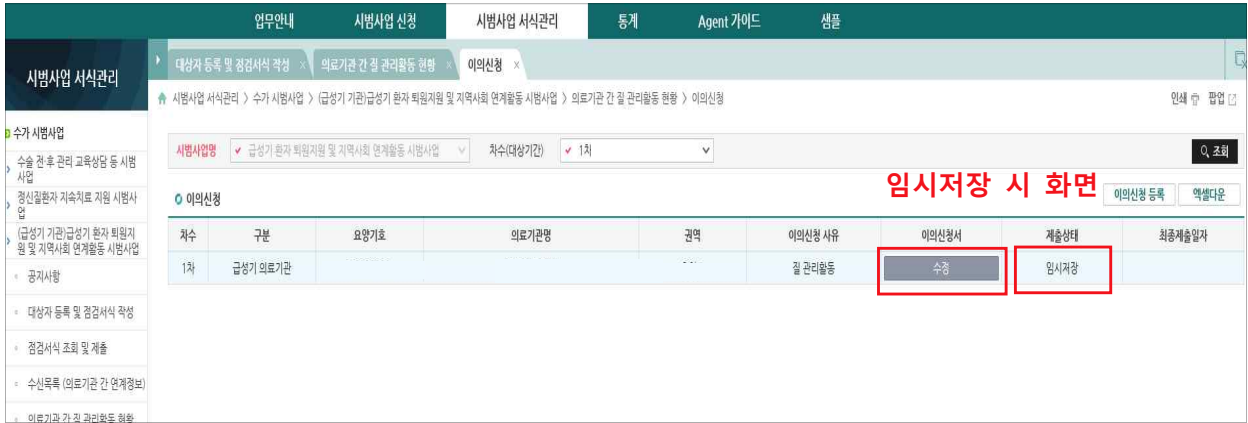 업무안내 시범사업 신청 시범사업 서식관리 통계 Agent 가이드 샘플
시범사업 서식관리
대상자 등록 및 점검서식 작성 × 의료기관 간 질 관리활동 현황 × 이의신청 ×
시범사업 서식관리 > 수가 시범사업 > (급성기 기관)급성기 환자 퇴원지원 및 지역사회 연계활동 시범사업 > 의료기관 간 질 관리활동 현황 > 이의신청
인쇄 팝업
수가 시범사업
수술 전·후 관리 교육상담 등 시범
사업
정신질환자 지속치료 지원 시범사
업
(급성기 기관)급성기 환자 퇴원지
원 및 지역사회 연계활동 시범사업
공지사항
대상자 등록 및 점검서식 작성
점검서식 조회 및 제출
수신목록 (의료기관 간 연계정보)
의료기관 간 질 관리활동 현황
시범사업명 급성기 환자 퇴원지원 및 지역사회 연계활동 시범사업 차수(대상기간) 1차 조회
임시저장 시 화면
이의신청 이의신청 등록 엑셀다운
차수 구분 요양기호 의료기관명 권역 이의신청 사유 이의신청서 제출상태 최종제출일자
1차 급성기 의료기관 질 관리활동 수정 임시저장